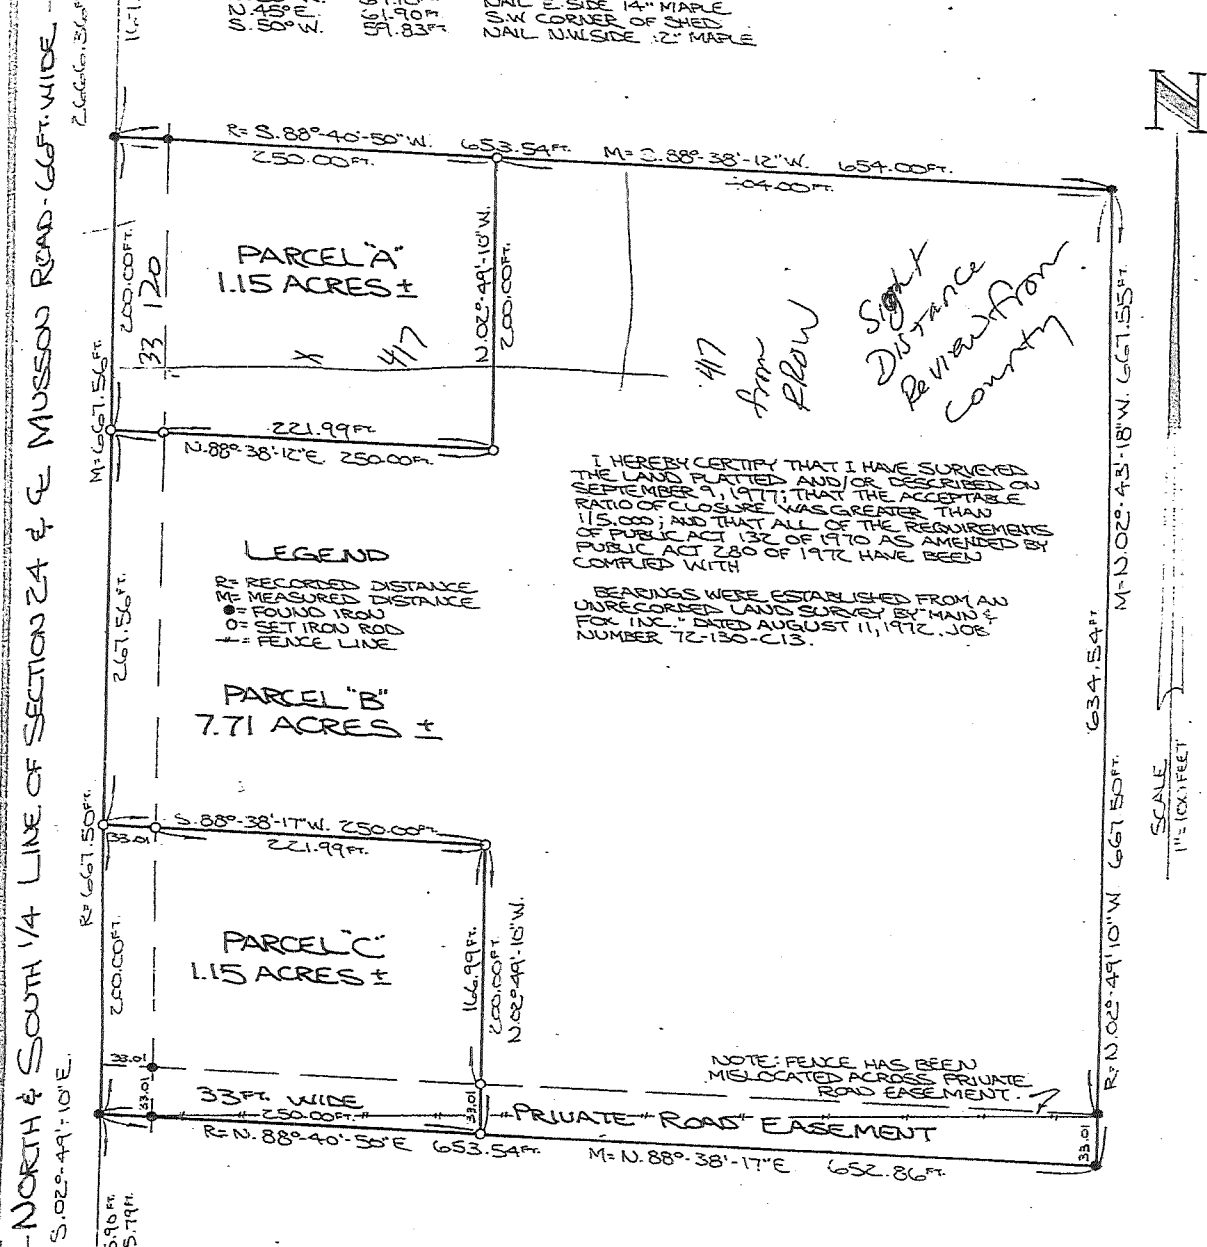 N.45°E. 61.90FT S.W CORNER OF SHED
S.50°W. 59.83FT NAIL N.W.SIDE 12" MAPLE
N
R= S.88°-40'-50"W. 653.54FT. M= S.88°-38'-12"W. 654.00FT.
250.00FT. 404.00FT.
PARCEL "A"
1.15 ACRES ±
200.00FT.
33 120
X 417
N.02°-49'-10"W.
200.00FT.
417
from
RROW
Sight
Distance
Review from
County
M=667.56FT.
221.99FT.
N.88°-38'-12"E. 250.00FT.
I HEREBY CERTIFY THAT I HAVE SURVEYED
THE LAND PLATTED AND/OR DESCRIBED ON
SEPTEMBER 9, 1977; THAT THE ACCEPTABLE
RATIO OF CLOSURE WAS GREATER THAN
1:5,000; AND THAT ALL OF THE REQUIREMENTS
OF PUBLIC ACT 132 OF 1970 AS AMENDED BY
PUBLIC ACT 280 OF 1972 HAVE BEEN
COMPLIED WITH
BEARINGS WERE ESTABLISHED FROM AN
UNRECORDED LAND SURVEY BY "MAIN &
FOX INC." DATED AUGUST 11, 1972. JOB
NUMBER 72-130-C13.
LEGEND
R= RECORDED DISTANCE
M= MEASURED DISTANCE
= FOUND IRON
= SET IRON ROD
= FENCE LINE
267.56FT.
PARCEL "B"
7.71 ACRES ±
M=N.02°-43'-18"W. 667.55FT.
634.54FT
R=N.02°-49'10"W. 667.50FT.
SCALE
1"=100FEET
R=667.50FT.
33.01
S.88°-38'-17"W. 250.00FT.
221.99FT.
PARCEL "C"
1.15 ACRES ±
200.00FT.
166.99FT.
200.00FT.
N.02°-49'-10"W.
33.01
33.01
33FT. WIDE
250.00FT.
33.01
PRIVATE ROAD EASEMENT
33.01
NOTE: FENCE HAS BEEN
MISLOCATED ACROSS PRIVATE
ROAD EASEMENT.
R=N.88°-40'-50"E 653.54FT. M=N.88°-38'-17"E 652.86FT.
NORTH & SOUTH 1/4 LINE OF SECTION 24 & ℄ MUSSON ROAD-66FT. WIDE
S.02°-49'-10"E.